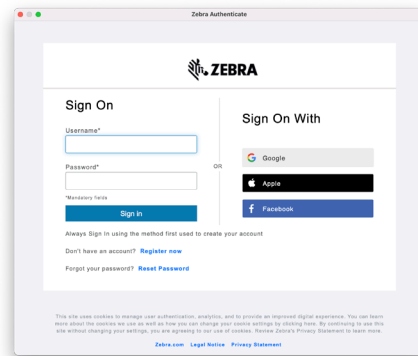 Zebra Authenticate
ZEBRA
Sign On
Username*
Password*
*Mandatory fields
Sign in
OR
Sign On With
Google
Apple
Facebook
Always Sign In using the method first used to create your account
Don't have an account? Register now
Forgot your password? Reset Password
This site uses cookies to manage user authentication, analytics, and to provide an improved digital experience. You can learn
more about the cookies we use as well as how you can change your cookie settings by clicking here. By continuing to use this
site without changing your settings, you are agreeing to our use of cookies. Review Zebra's Privacy Statement to learn more.
Zebra.com Legal Notice Privacy Statement